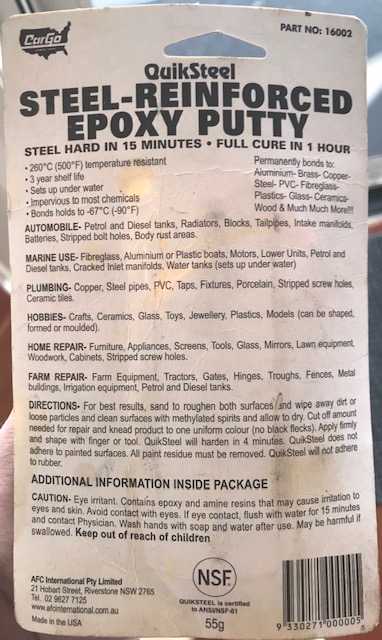 CarGo
PART NO: 16002
QuikSteel
STEEL-REINFORCED
EPOXY PUTTY
STEEL HARD IN 15 MINUTES • FULL CURE IN 1 HOUR
• 260°C (500°F) temperature resistant
• 3 year shelf life
• Sets up under water
• Impervious to most chemicals
• Bonds holds to -67°C (-90°F)
Permanently bonds to:
Aluminium- Brass- Copper-
Steel- PVC- Fibreglass-
Plastics- Glass- Ceramics-
Wood & Much Much More!!!
AUTOMOBILE- Petrol and Diesel tanks, Radiators, Blocks, Tailpipes, Intake manifolds,
Batteries, Stripped bolt holes, Body rust areas.
MARINE USE- Fibreglass, Aluminium or Plastic boats, Motors, Lower Units, Petrol and
Diesel tanks, Cracked Inlet manifolds, Water tanks (sets up under water)
PLUMBING- Copper, Steel pipes, PVC, Taps, Fixtures, Porcelain, Stripped screw holes,
Ceramic tiles.
HOBBIES- Crafts, Ceramics, Glass, Toys, Jewellery, Plastics, Models (can be shaped,
formed or moulded).
HOME REPAIR- Furniture, Appliances, Screens, Tools, Glass, Mirrors, Lawn equipment,
Woodwork, Cabinets, Stripped screw holes.
FARM REPAIR- Farm Equipment, Tractors, Gates, Hinges, Troughs, Fences, Metal
buildings, Irrigation equipment, Petrol and Diesel tanks.
DIRECTIONS- For best results, sand to roughen both surfaces and wipe away dirt or
loose particles and clean surfaces with methylated spirits and allow to dry. Cut off amount
needed for repair and knead product to one uniform colour (no black flecks). Apply firmly
and shape with finger or tool. QuikSteel will harden in 4 minutes. QuikSteel does not
adhere to painted surfaces. All paint residue must be removed. QuikSteel will not adhere
to rubber.
ADDITIONAL INFORMATION INSIDE PACKAGE
CAUTION- Eye irritant. Contains epoxy and amine resins that may cause irritation to
eyes and skin. Avoid contact with eyes. If eye contact, flush with water for 15 minutes
and contact Physician. Wash hands with soap and water after use. May be harmful if
swallowed. Keep out of reach of children
AFC International Pty Limited
21 Hobart Street, Riverstone NSW 2765
Tel. 02 9627 7125
www.afcinternational.com.au
Made in the USA
NSF
QUIKSTEEL is certified
to ANSI/NSF-61
55g
9 330271 000005